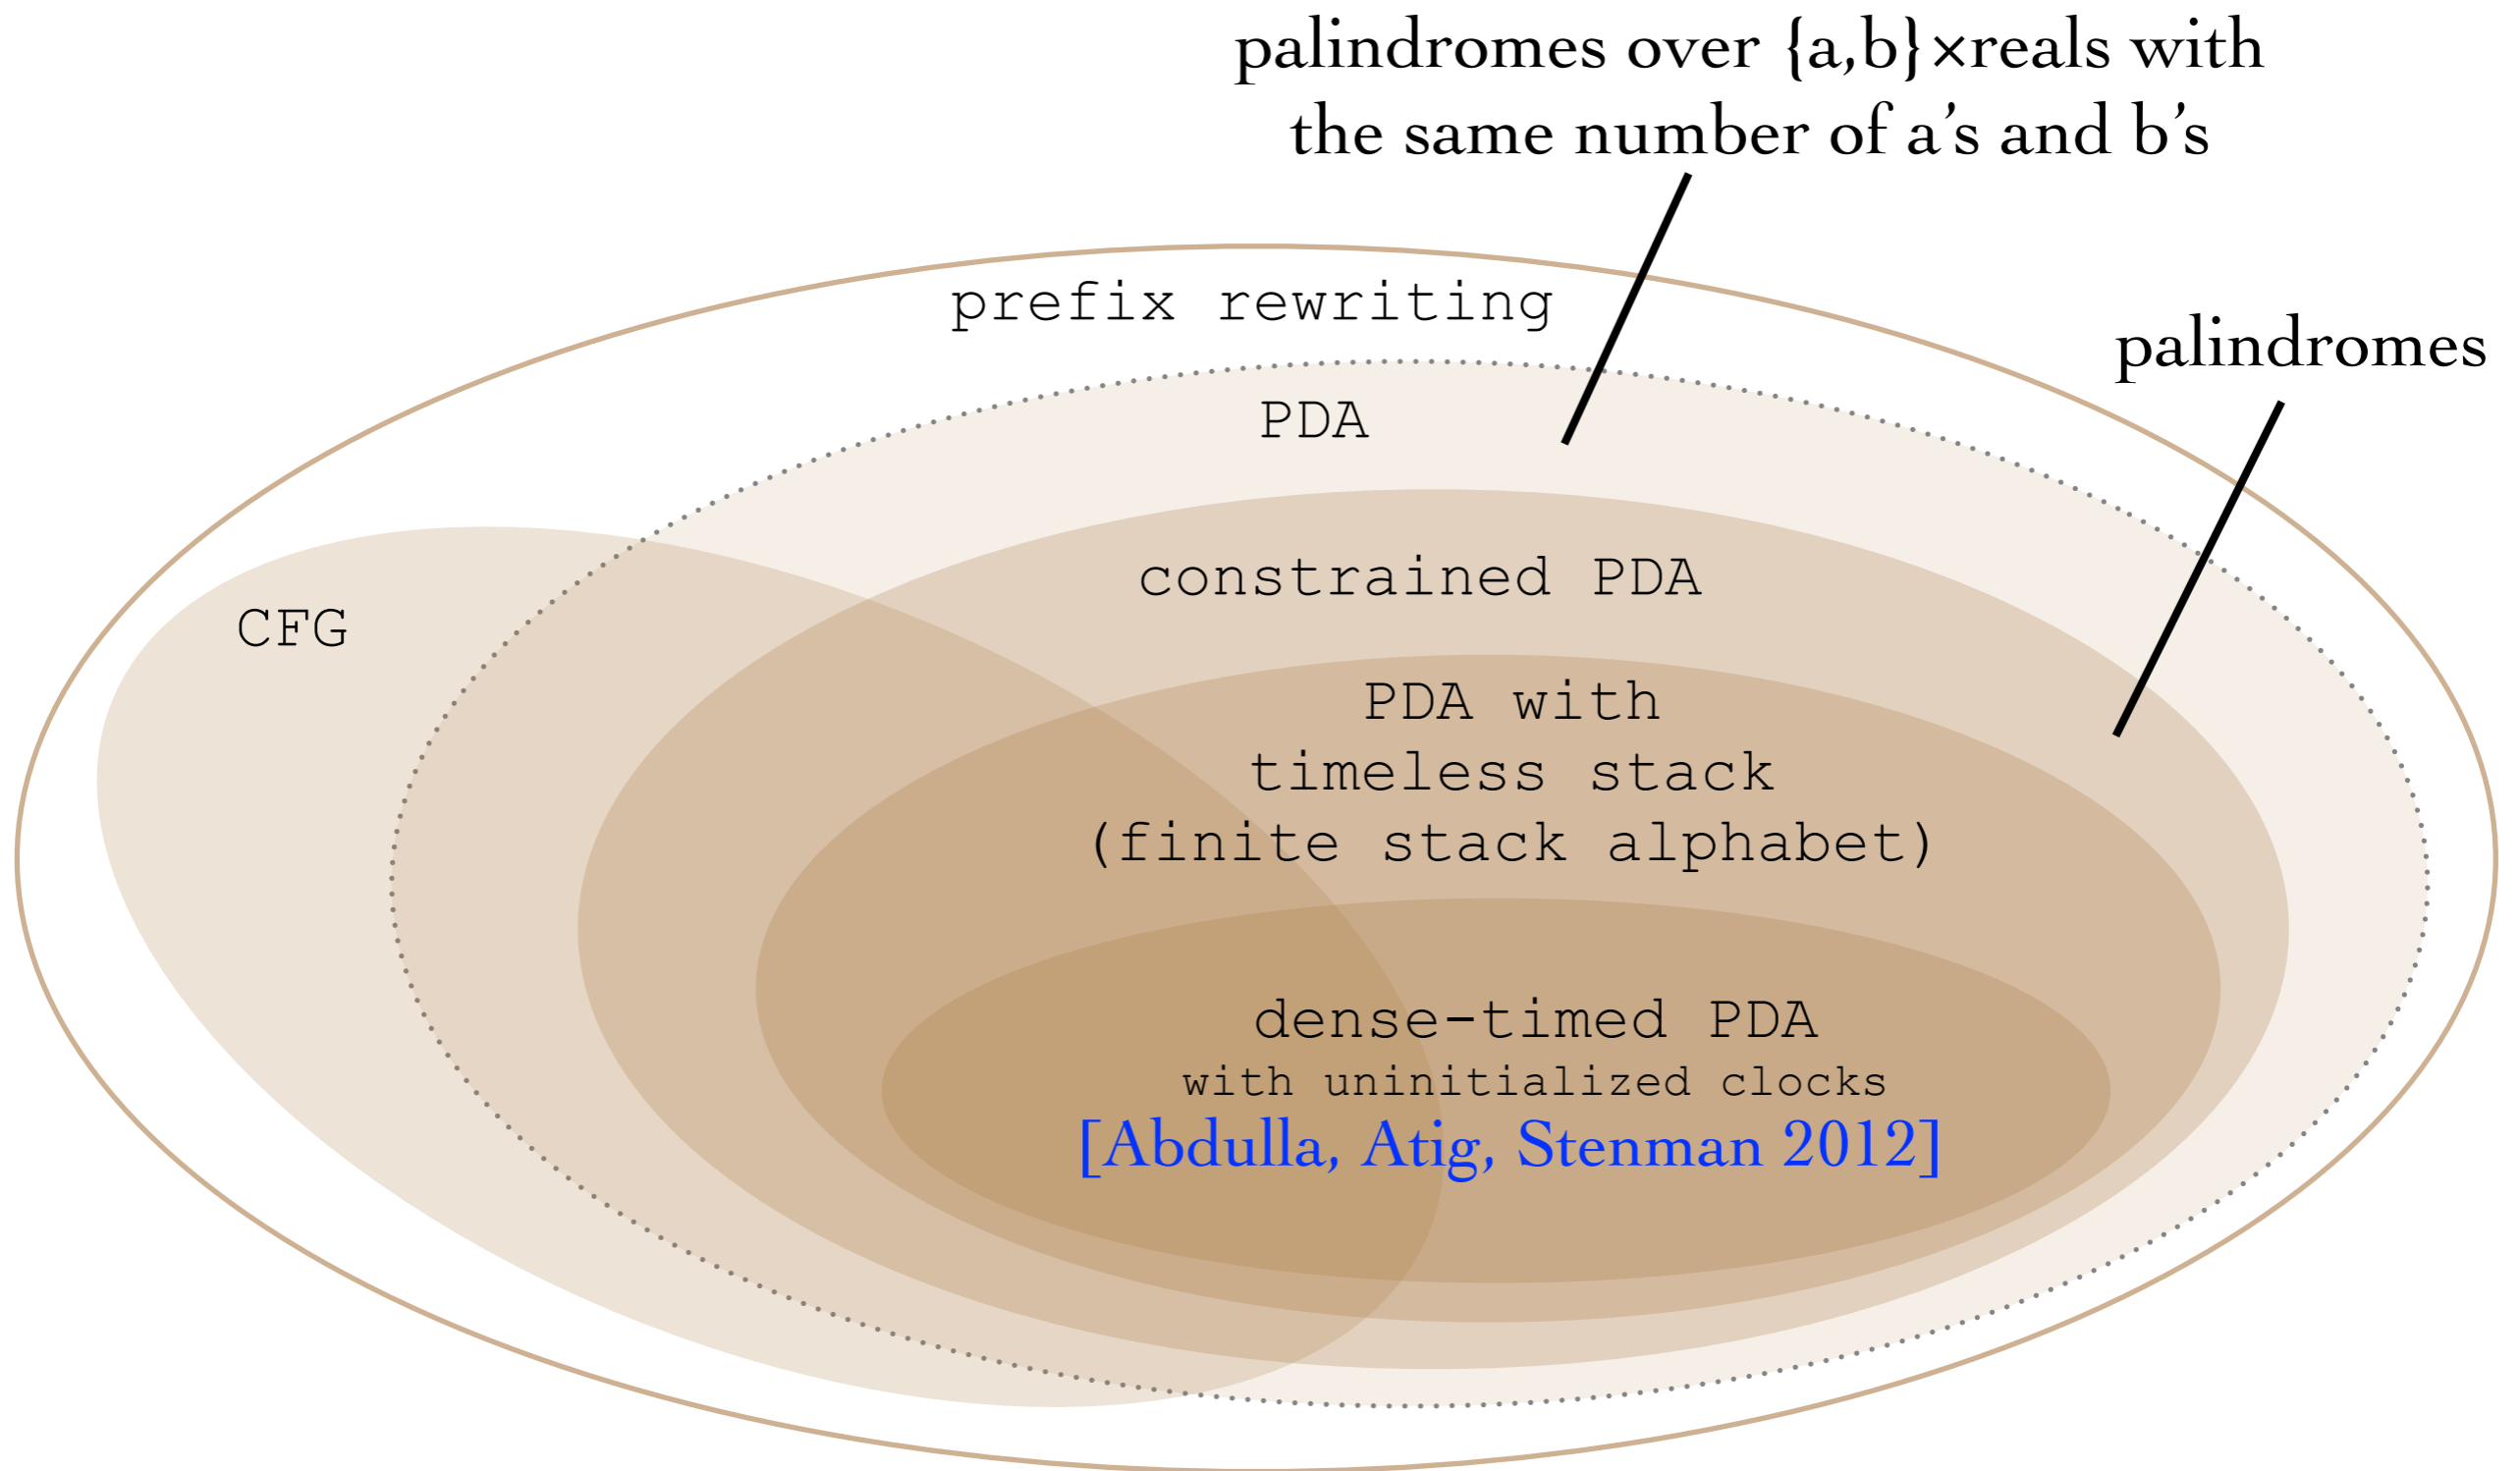 palindromes over {a,b}×reals with
the same number of a’s and b’s
prefix rewriting
palindromes
PDA
constrained PDA
CFG
PDA with
timeless stack
(finite stack alphabet)
dense-timed PDA
with uninitialized clocks
[Abdulla, Atig, Stenman 2012]